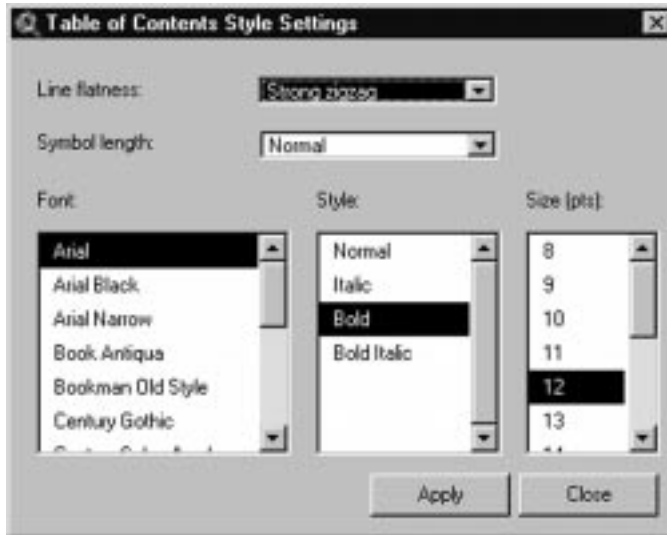 Table of Contents Style Settings
Line flatness:
Strong zigzag
Symbol length:
Normal
Font:
Style:
Size (pts):
Arial
Arial Black
Arial Narrow
Book Antiqua
Bookman Old Style
Century Gothic
Normal
Italic
Bold
Bold Italic
8
9
10
11
12
13
Apply
Close